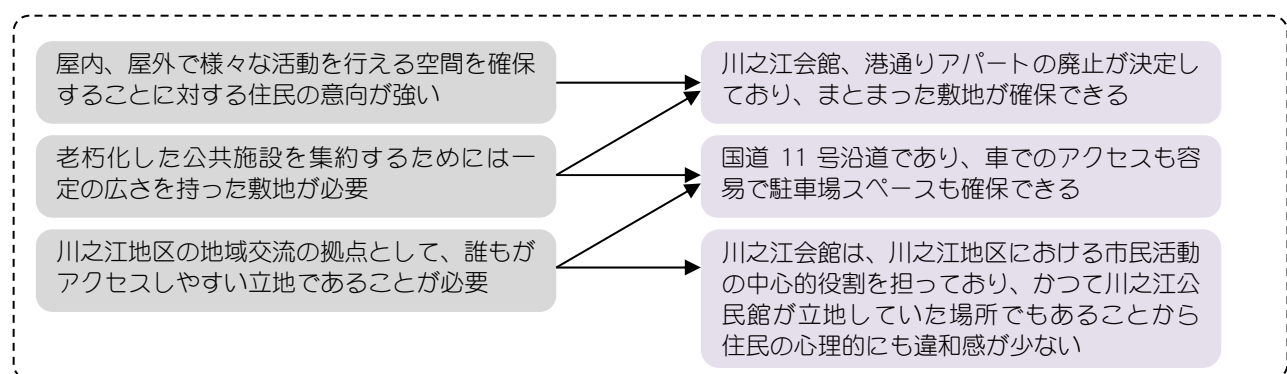 屋内、屋外で様々な活動を行える空間を確保
することに対する住民の意向が強い
老朽化した公共施設を集約するためには一
定の広さを持った敷地が必要
川之江地区の地域交流の拠点として、誰もが
アクセスしやすい立地であることが必要
川之江会館、港通りアパートの廃止が決定し
ており、まとまった敷地が確保できる
国道 11 号沿道であり、車でのアクセスも容
易で駐車場スペースも確保できる
川之江会館は、川之江地区における市民活動
の中心的役割を担っており、かつて川之江公
民館が立地していた場所でもあることから
住民の心理的にも違和感が少ない